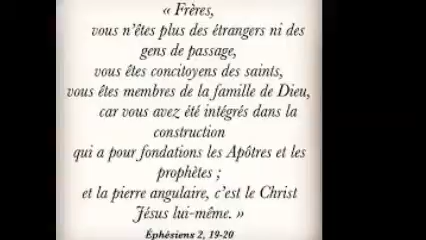 « Frères,
vous n'êtes plus des étrangers ni des
gens de passage,
vous êtes concitoyens des saints,
vous êtes membres de la famille de Dieu,
car vous avez été intégrés dans la
construction
qui a pour fondations les Apôtres et les
prophètes ;
et la pierre angulaire, c'est le Christ
Jésus lui-même. »
Éphésiens 2, 19-20